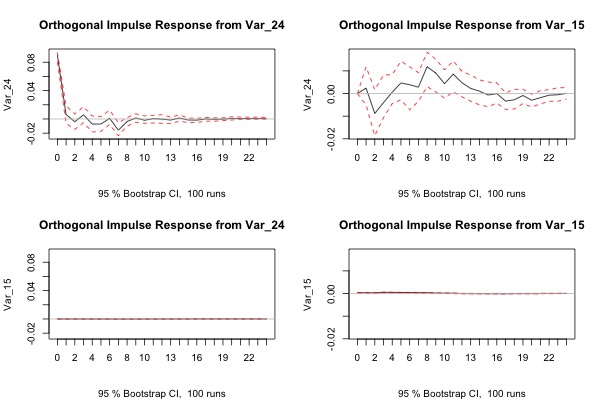 Orthogonal Impulse Response from Var_24
Var_24
-0.02 0.04 0.08
0 2 4 6 8 10 13 16 19 22
95 % Bootstrap CI, 100 runs
Orthogonal Impulse Response from Var_15
Var_24
-0.02 0.00
0 2 4 6 8 10 13 16 19 22
95 % Bootstrap CI, 100 runs
Orthogonal Impulse Response from Var_24
Var_15
-0.02 0.04 0.08
0 2 4 6 8 10 13 16 19 22
95 % Bootstrap CI, 100 runs
Orthogonal Impulse Response from Var_15
Var_15
-0.02 0.00
0 2 4 6 8 10 13 16 19 22
95 % Bootstrap CI, 100 runs